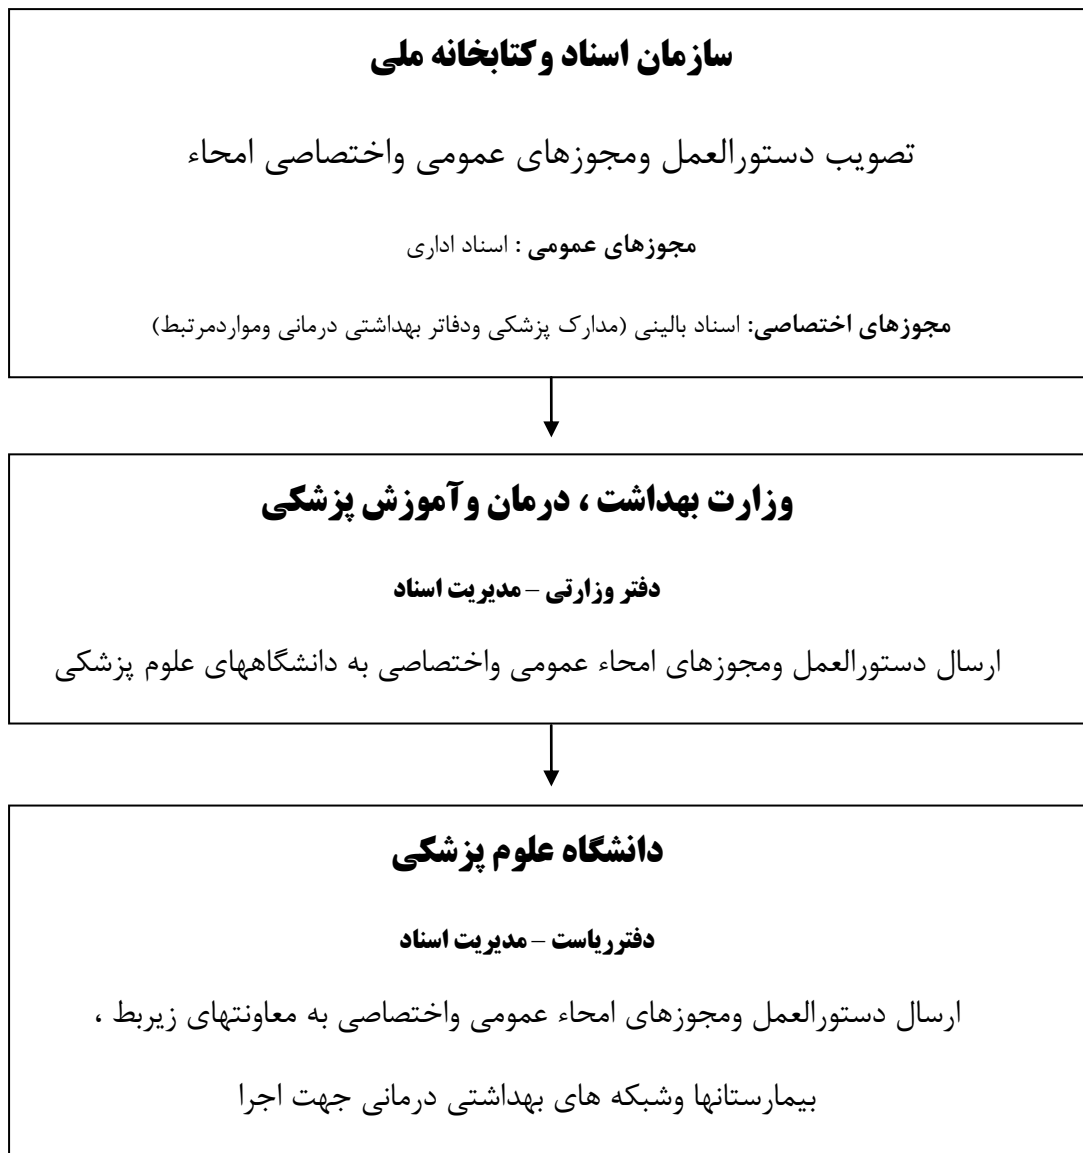 سازمان اسناد وکتابخانه ملی
تصویب دستورالعمل ومجوزهای عمومی واختصاصی امحاء
مجوزهای عمومی : اسناد اداری
مجوزهای اختصاصی: اسناد بالینی (مدارک پزشکی ودفاتر بهداشتی درمانی ومواردمرتبط)
وزارت بهداشت ، درمان وآموزش پزشکی
دفتر وزارتی – مدیریت اسناد
ارسال دستورالعمل ومجوزهای امحاء عمومی واختصاصی به دانشگاههای علوم پزشکی
دانشگاه علوم پزشکی
دفترریاست – مدیریت اسناد
ارسال دستورالعمل ومجوزهای امحاء عمومی واختصاصی به معاونتهای زیربط ،
بیمارستانها وشبکه های بهداشتی درمانی جهت اجرا